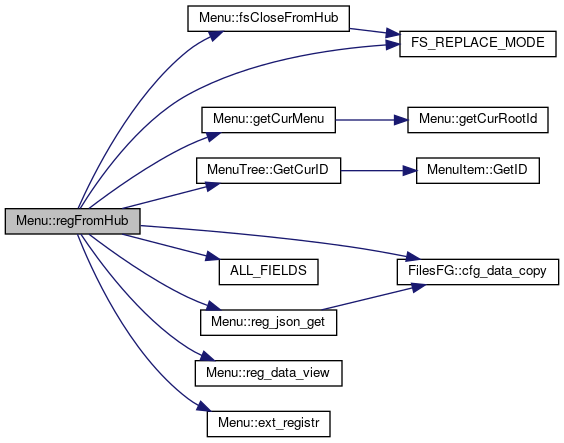 Menu::fsCloseFromHub
FS_REPLACE_MODE
Menu::getCurMenu
Menu::getCurRootId
MenuTree::GetCurID
MenuItem::GetID
Menu::regFromHub
ALL_FIELDS
FilesFG::cfg_data_copy
Menu::reg_json_get
Menu::reg_data_view
Menu::ext_registr